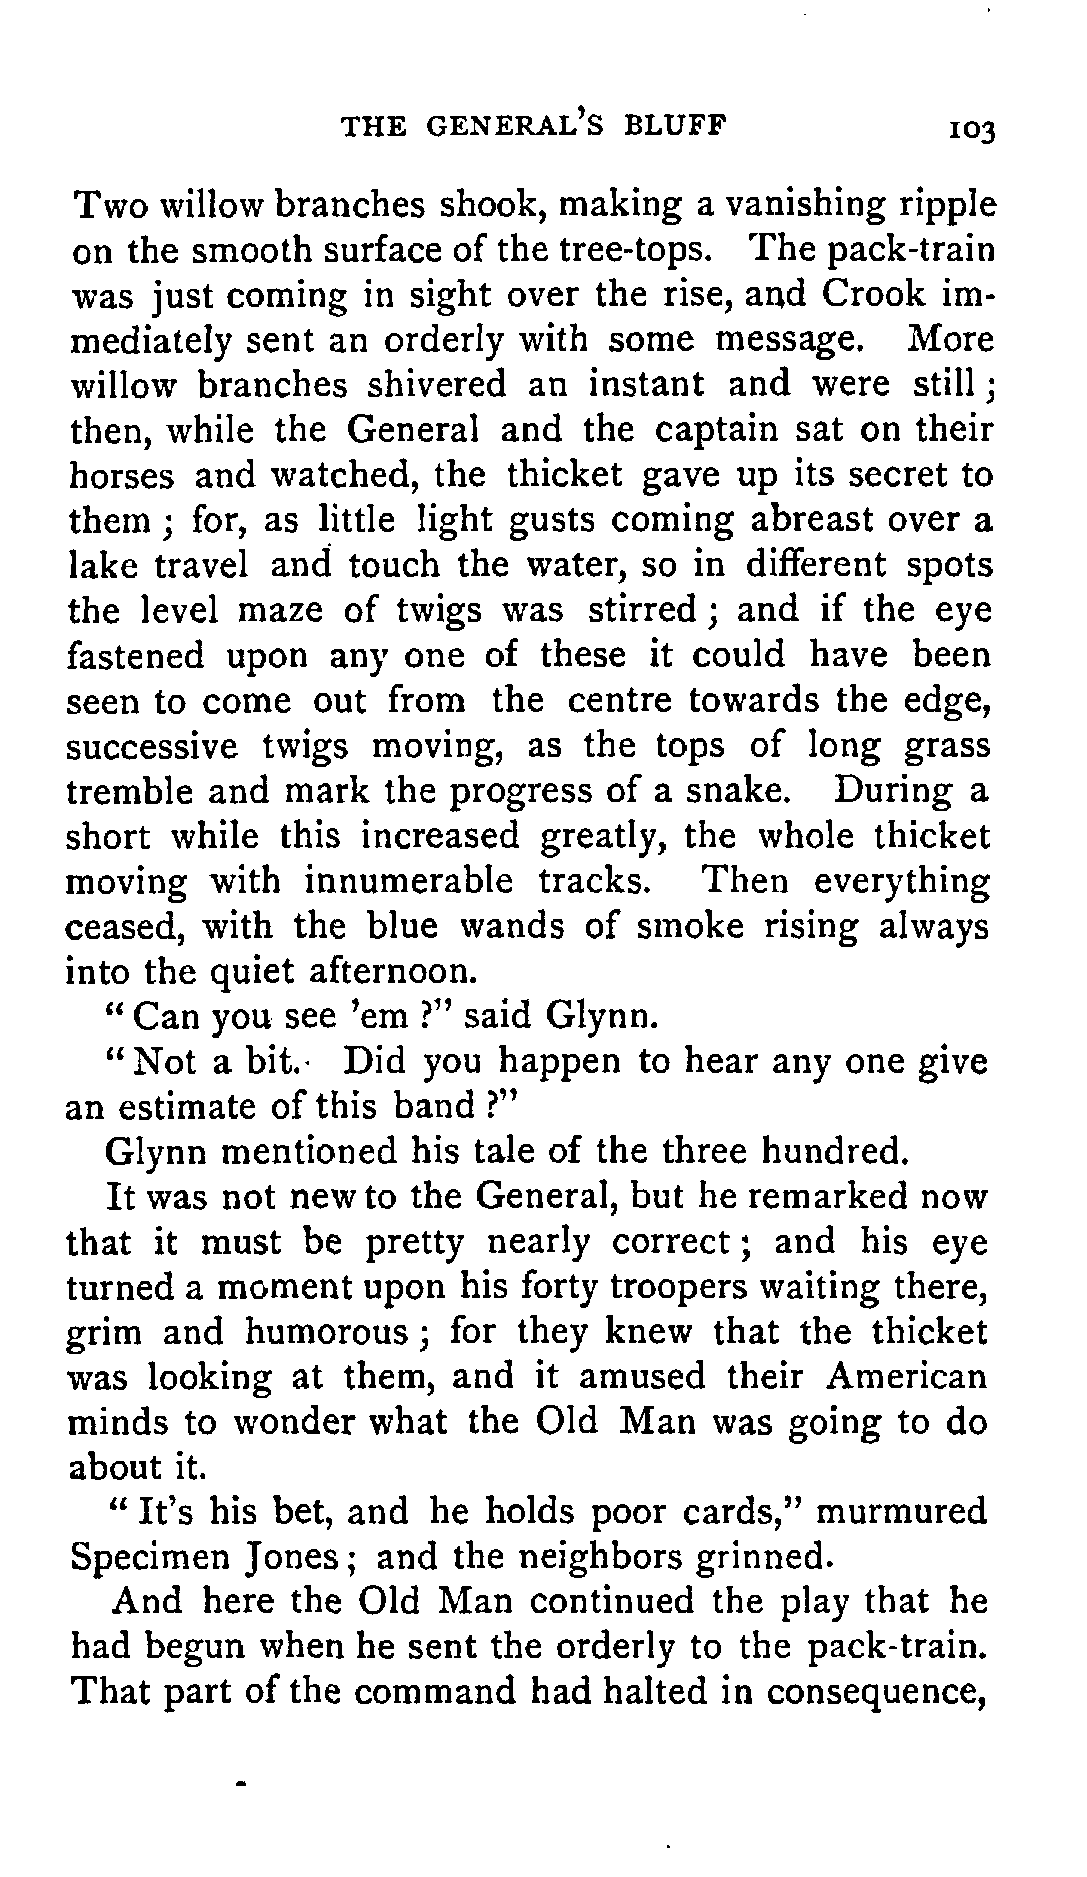 THE GENERAL'S BLUFF 103
Two willow branches shook, making a vanishing ripple
on the smooth surface of the tree-tops. The pack-train
was just coming in sight over the rise, and Crook im-
mediately sent an orderly with some message. More
willow branches shivered an instant and were still;
then, while the General and the captain sat on their
horses and watched, the thicket gave up its secret to
them; for, as little light gusts coming abreast over a
lake travel and touch the water, so in different spots
the level maze of twigs was stirred; and if the eye
fastened upon any one of these it could have been
seen to come out from the centre towards the edge,
successive twigs moving, as the tops of long grass
tremble and mark the progress of a snake. During a
short while this increased greatly, the whole thicket
moving with innumerable tracks. Then everything
ceased, with the blue wands of smoke rising always
into the quiet afternoon.
"Can you see 'em?" said Glynn.
"Not a bit. Did you happen to hear any one give
an estimate of this band?"
Glynn mentioned his tale of the three hundred.
It was not new to the General, but he remarked now
that it must be pretty nearly correct; and his eye
turned a moment upon his forty troopers waiting there,
grim and humorous; for they knew that the thicket
was looking at them, and it amused their American
minds to wonder what the Old Man was going to do
about it.
"It's his bet, and he holds poor cards," murmured
Specimen Jones; and the neighbors grinned.
And here the Old Man continued the play that he
had begun when he sent the orderly to the pack-train.
That part of the command had halted in consequence,